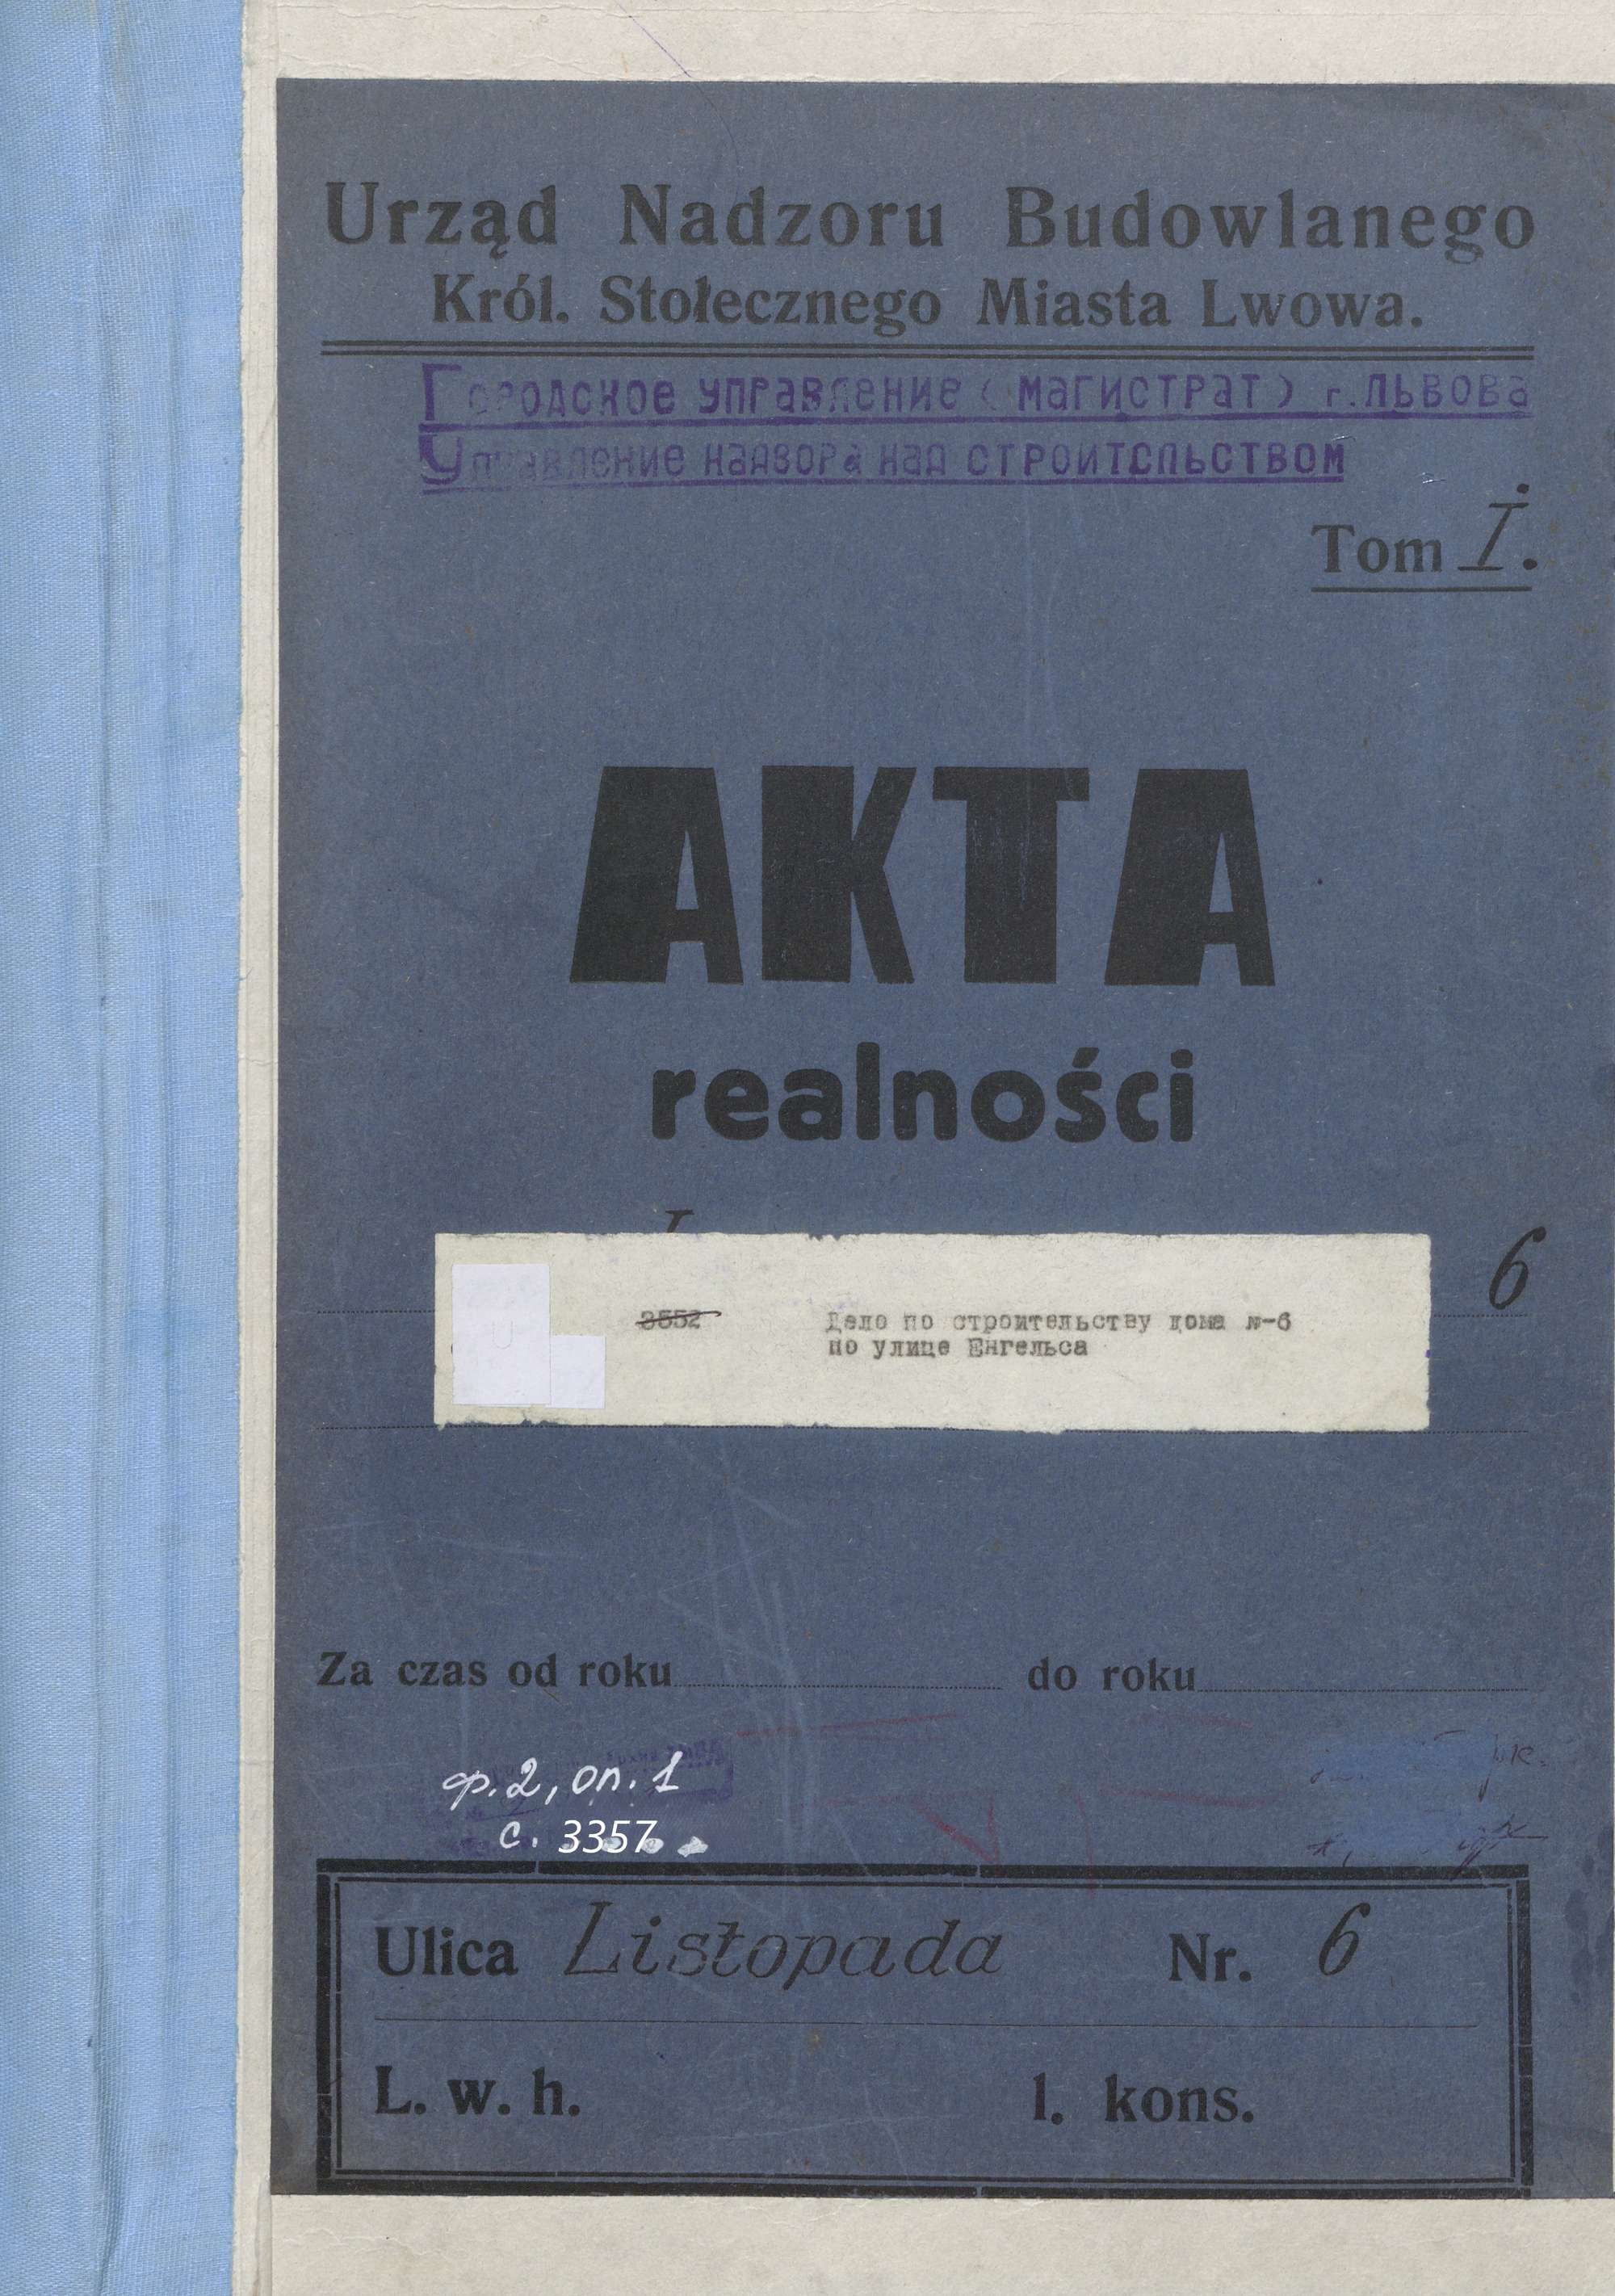 Urząd Nadzoru Budowlanego
Król. Stołecznego Miasta Lwowa.
Городское управление (магистрат) г. Львова
Управление надзора над строительством
Tom I.
AKTA
realności
6
3552 Дело по строительству дома №-6
по улице Енгельса
Za czas od roku do roku
ф. 2, оп. 1
с. 3357
Ulica Listopada Nr. 6
L. w. h. l. kons.